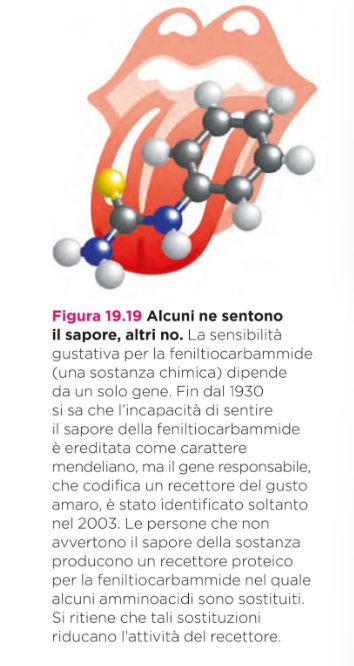 Figura 19.19 Alcuni ne sentono
il sapore, altri no. La sensibilità
gustativa per la feniltiocarbammide
(una sostanza chimica) dipende
da un solo gene. Fin dal 1930
si sa che l'incapacità di sentire
il sapore della feniltiocarbammide
è ereditata come carattere
mendeliano, ma il gene responsabile,
che codifica un recettore del gusto
amaro, è stato identificato soltanto
nel 2003. Le persone che non
avvertono il sapore della sostanza
producono un recettore proteico
per la feniltiocarbammide nel quale
alcuni amminoacidi sono sostituiti.
Si ritiene che tali sostituzioni
riducano l'attività del recettore.